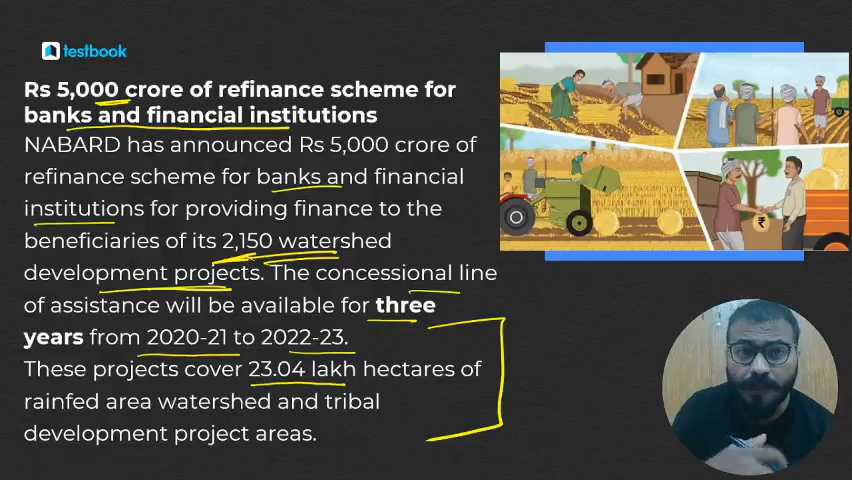 testbook
Rs 5,000 crore of refinance scheme for
banks and financial institutions
NABARD has announced Rs 5,000 crore of
refinance scheme for banks and financial
institutions for providing finance to the
beneficiaries of its 2,150 watershed
development projects. The concessional line
of assistance will be available for three
years from 2020-21 to 2022-23.
These projects cover 23.04 lakh hectares of
rainfed area watershed and tribal
development project areas.
₹